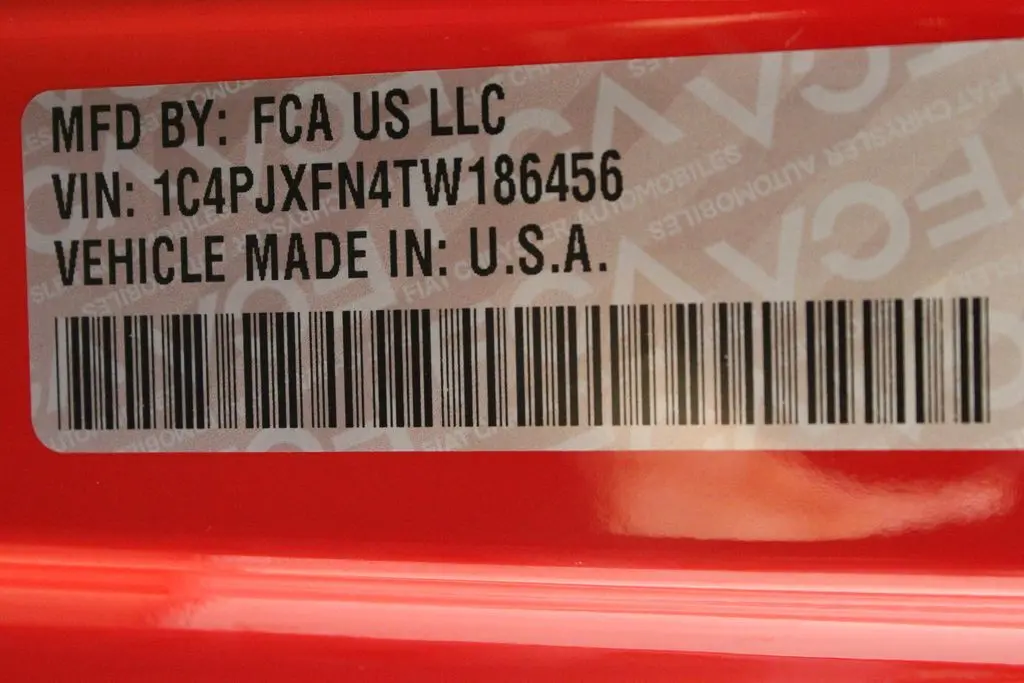 MFD BY: FCA US LLC
VIN: 1C4PJXFN4TW186456
VEHICLE MADE IN: U.S.A.